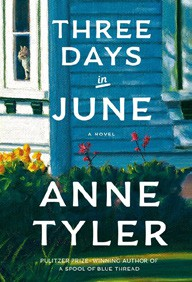 THREE
DAYS
in
JUNE
A NOVEL
ANNE
TYLER
PULITZER PRIZE–WINNING AUTHOR OF
A SPOOL OF BLUE THREAD